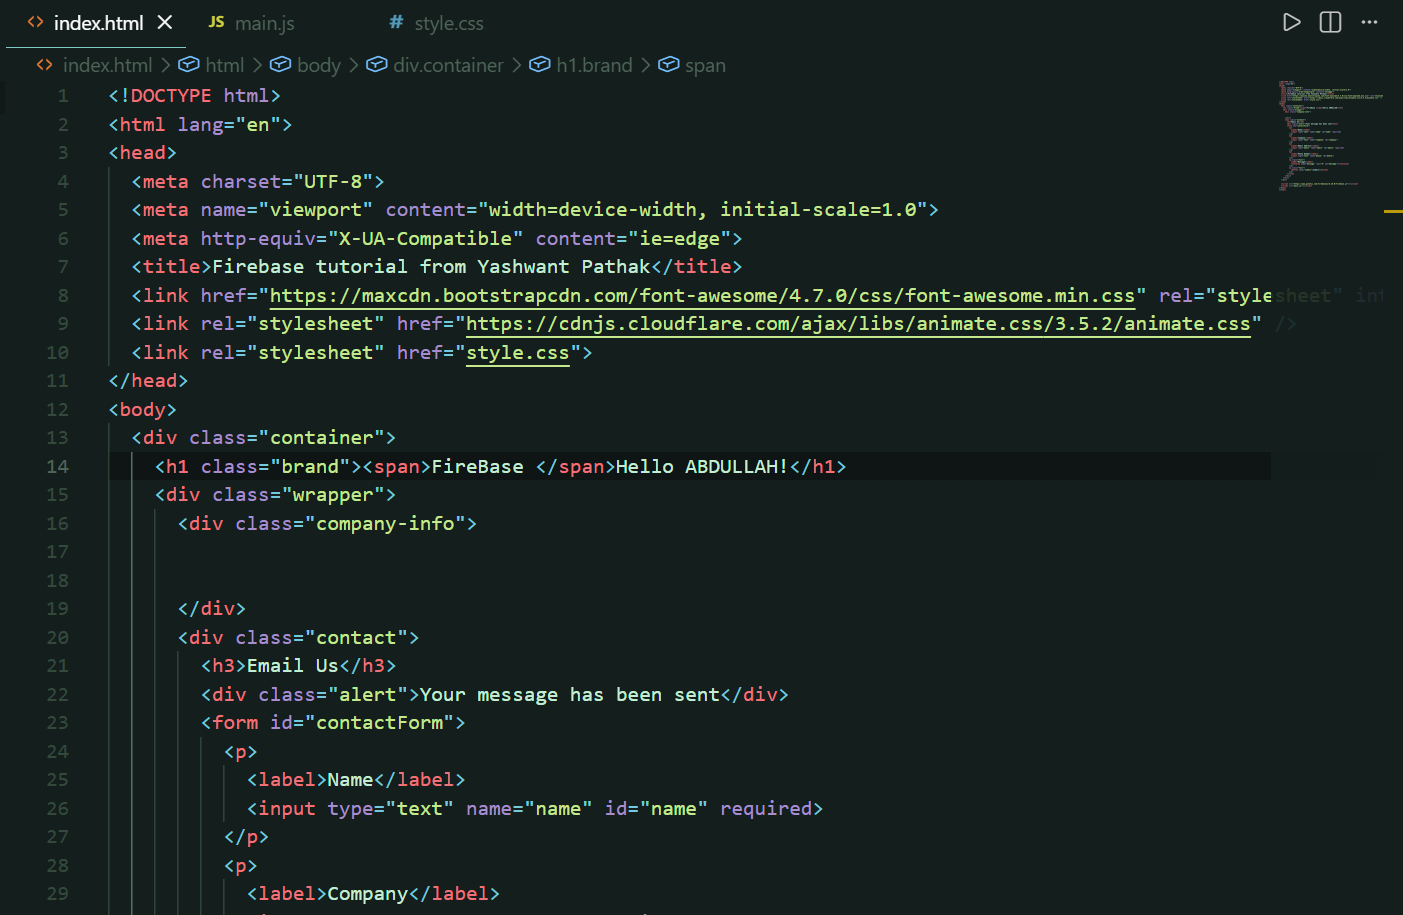 index.html
JS main.js
# style.css
index.html > html > body > div.container > h1.brand > span
1 <!DOCTYPE html>
2 <html lang="en">
3 <head>
4 <meta charset="UTF-8">
5 <meta name="viewport" content="width=device-width, initial-scale=1.0">
6 <meta http-equiv="X-UA-Compatible" content="ie=edge">
7 <title>Firebase tutorial from Yashwant Pathak</title>
8 <link href="https://maxcdn.bootstrapcdn.com/font-awesome/4.7.0/css/font-awesome.min.css" rel="stylesheet" int
9 <link rel="stylesheet" href="https://cdnjs.cloudflare.com/ajax/libs/animate.css/3.5.2/animate.css" />
10 <link rel="stylesheet" href="style.css">
11 </head>
12 <body>
13 <div class="container">
14 <h1 class="brand"><span>FireBase </span>Hello ABDULLAH!</h1>
15 <div class="wrapper">
16 <div class="company-info">
17
18
19 </div>
20 <div class="contact">
21 <h3>Email Us</h3>
22 <div class="alert">Your message has been sent</div>
23 <form id="contactForm">
24 <p>
25 <label>Name</label>
26 <input type="text" name="name" id="name" required>
27 </p>
28 <p>
29 <label>Company</label>